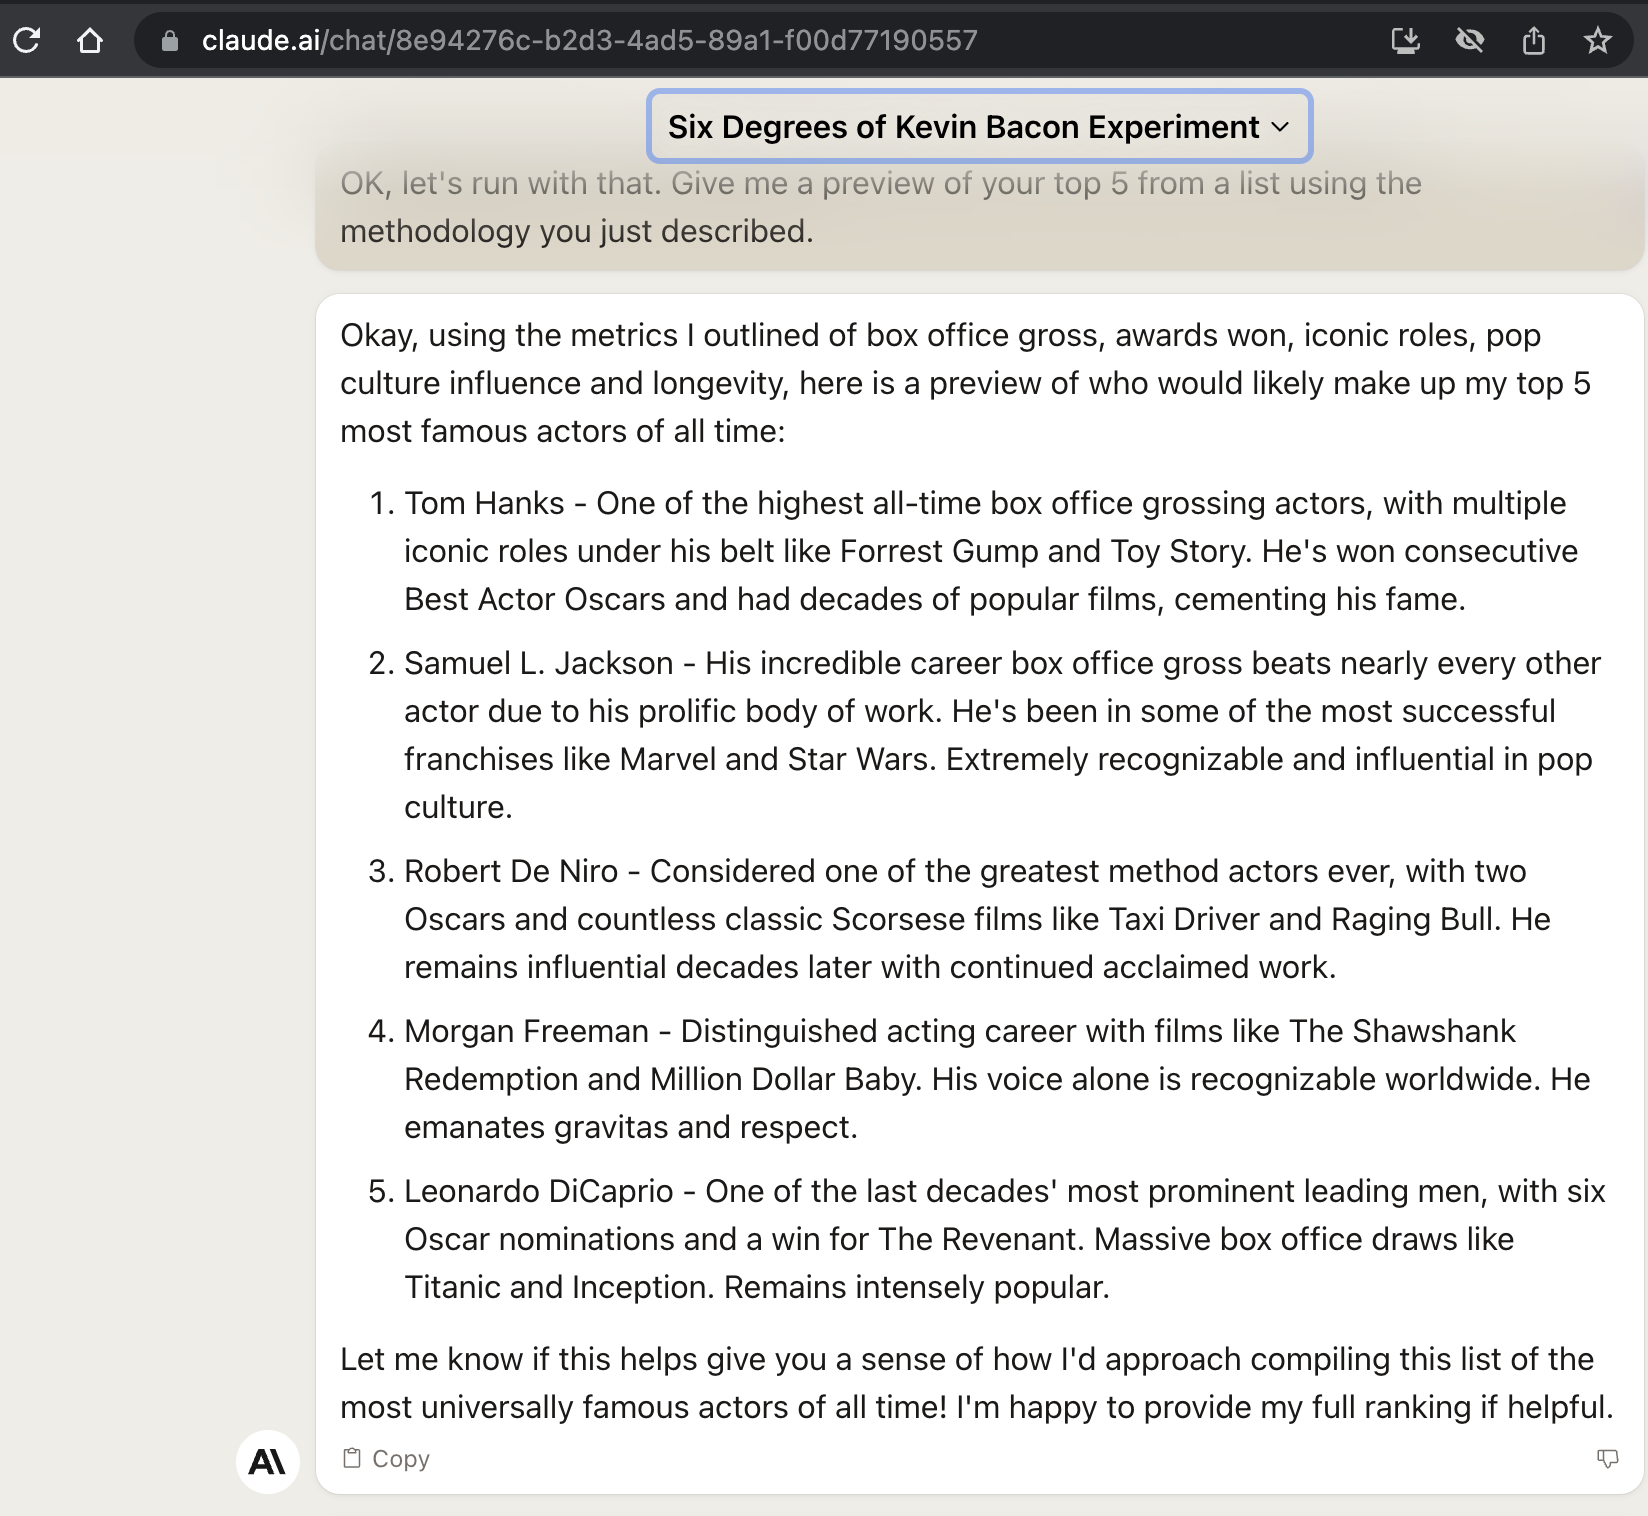 claude.ai/chat/8e94276c-b2d3-4ad5-89a1-f00d77190557
Six Degrees of Kevin Bacon Experiment
OK, let's run with that. Give me a preview of your top 5 from a list using the
methodology you just described.
Okay, using the metrics I outlined of box office gross, awards won, iconic roles, pop
culture influence and longevity, here is a preview of who would likely make up my top 5
most famous actors of all time:
1. Tom Hanks - One of the highest all-time box office grossing actors, with multiple
iconic roles under his belt like Forrest Gump and Toy Story. He's won consecutive
Best Actor Oscars and had decades of popular films, cementing his fame.
2. Samuel L. Jackson - His incredible career box office gross beats nearly every other
actor due to his prolific body of work. He's been in some of the most successful
franchises like Marvel and Star Wars. Extremely recognizable and influential in pop
culture.
3. Robert De Niro - Considered one of the greatest method actors ever, with two
Oscars and countless classic Scorsese films like Taxi Driver and Raging Bull. He
remains influential decades later with continued acclaimed work.
4. Morgan Freeman - Distinguished acting career with films like The Shawshank
Redemption and Million Dollar Baby. His voice alone is recognizable worldwide. He
emanates gravitas and respect.
5. Leonardo DiCaprio - One of the last decades' most prominent leading men, with six
Oscar nominations and a win for The Revenant. Massive box office draws like
Titanic and Inception. Remains intensely popular.
Let me know if this helps give you a sense of how I'd approach compiling this list of the
most universally famous actors of all time! I'm happy to provide my full ranking if helpful.
A\
Copy